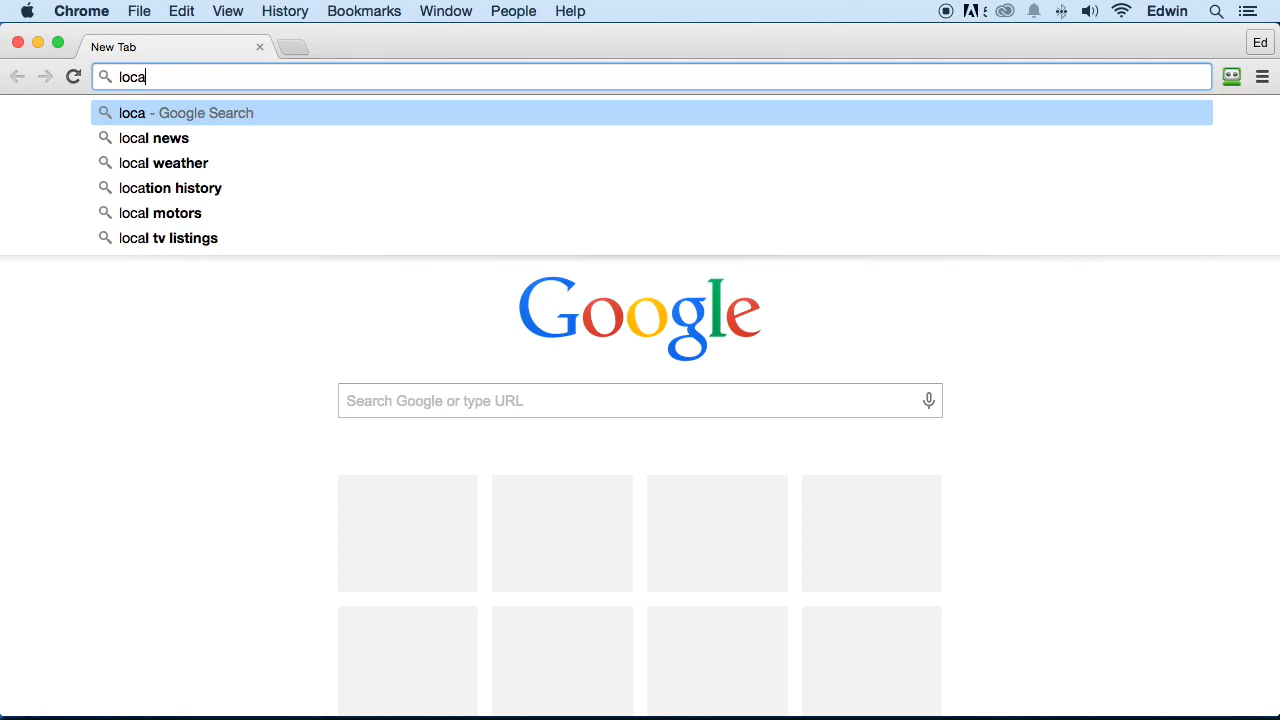 Chrome File Edit View History Bookmarks Window People Help 5 Edwin
New Tab Ed
loca
loca - Google Search
local news
local weather
location history
local motors
local tv listings
Google
Search Google or type URL